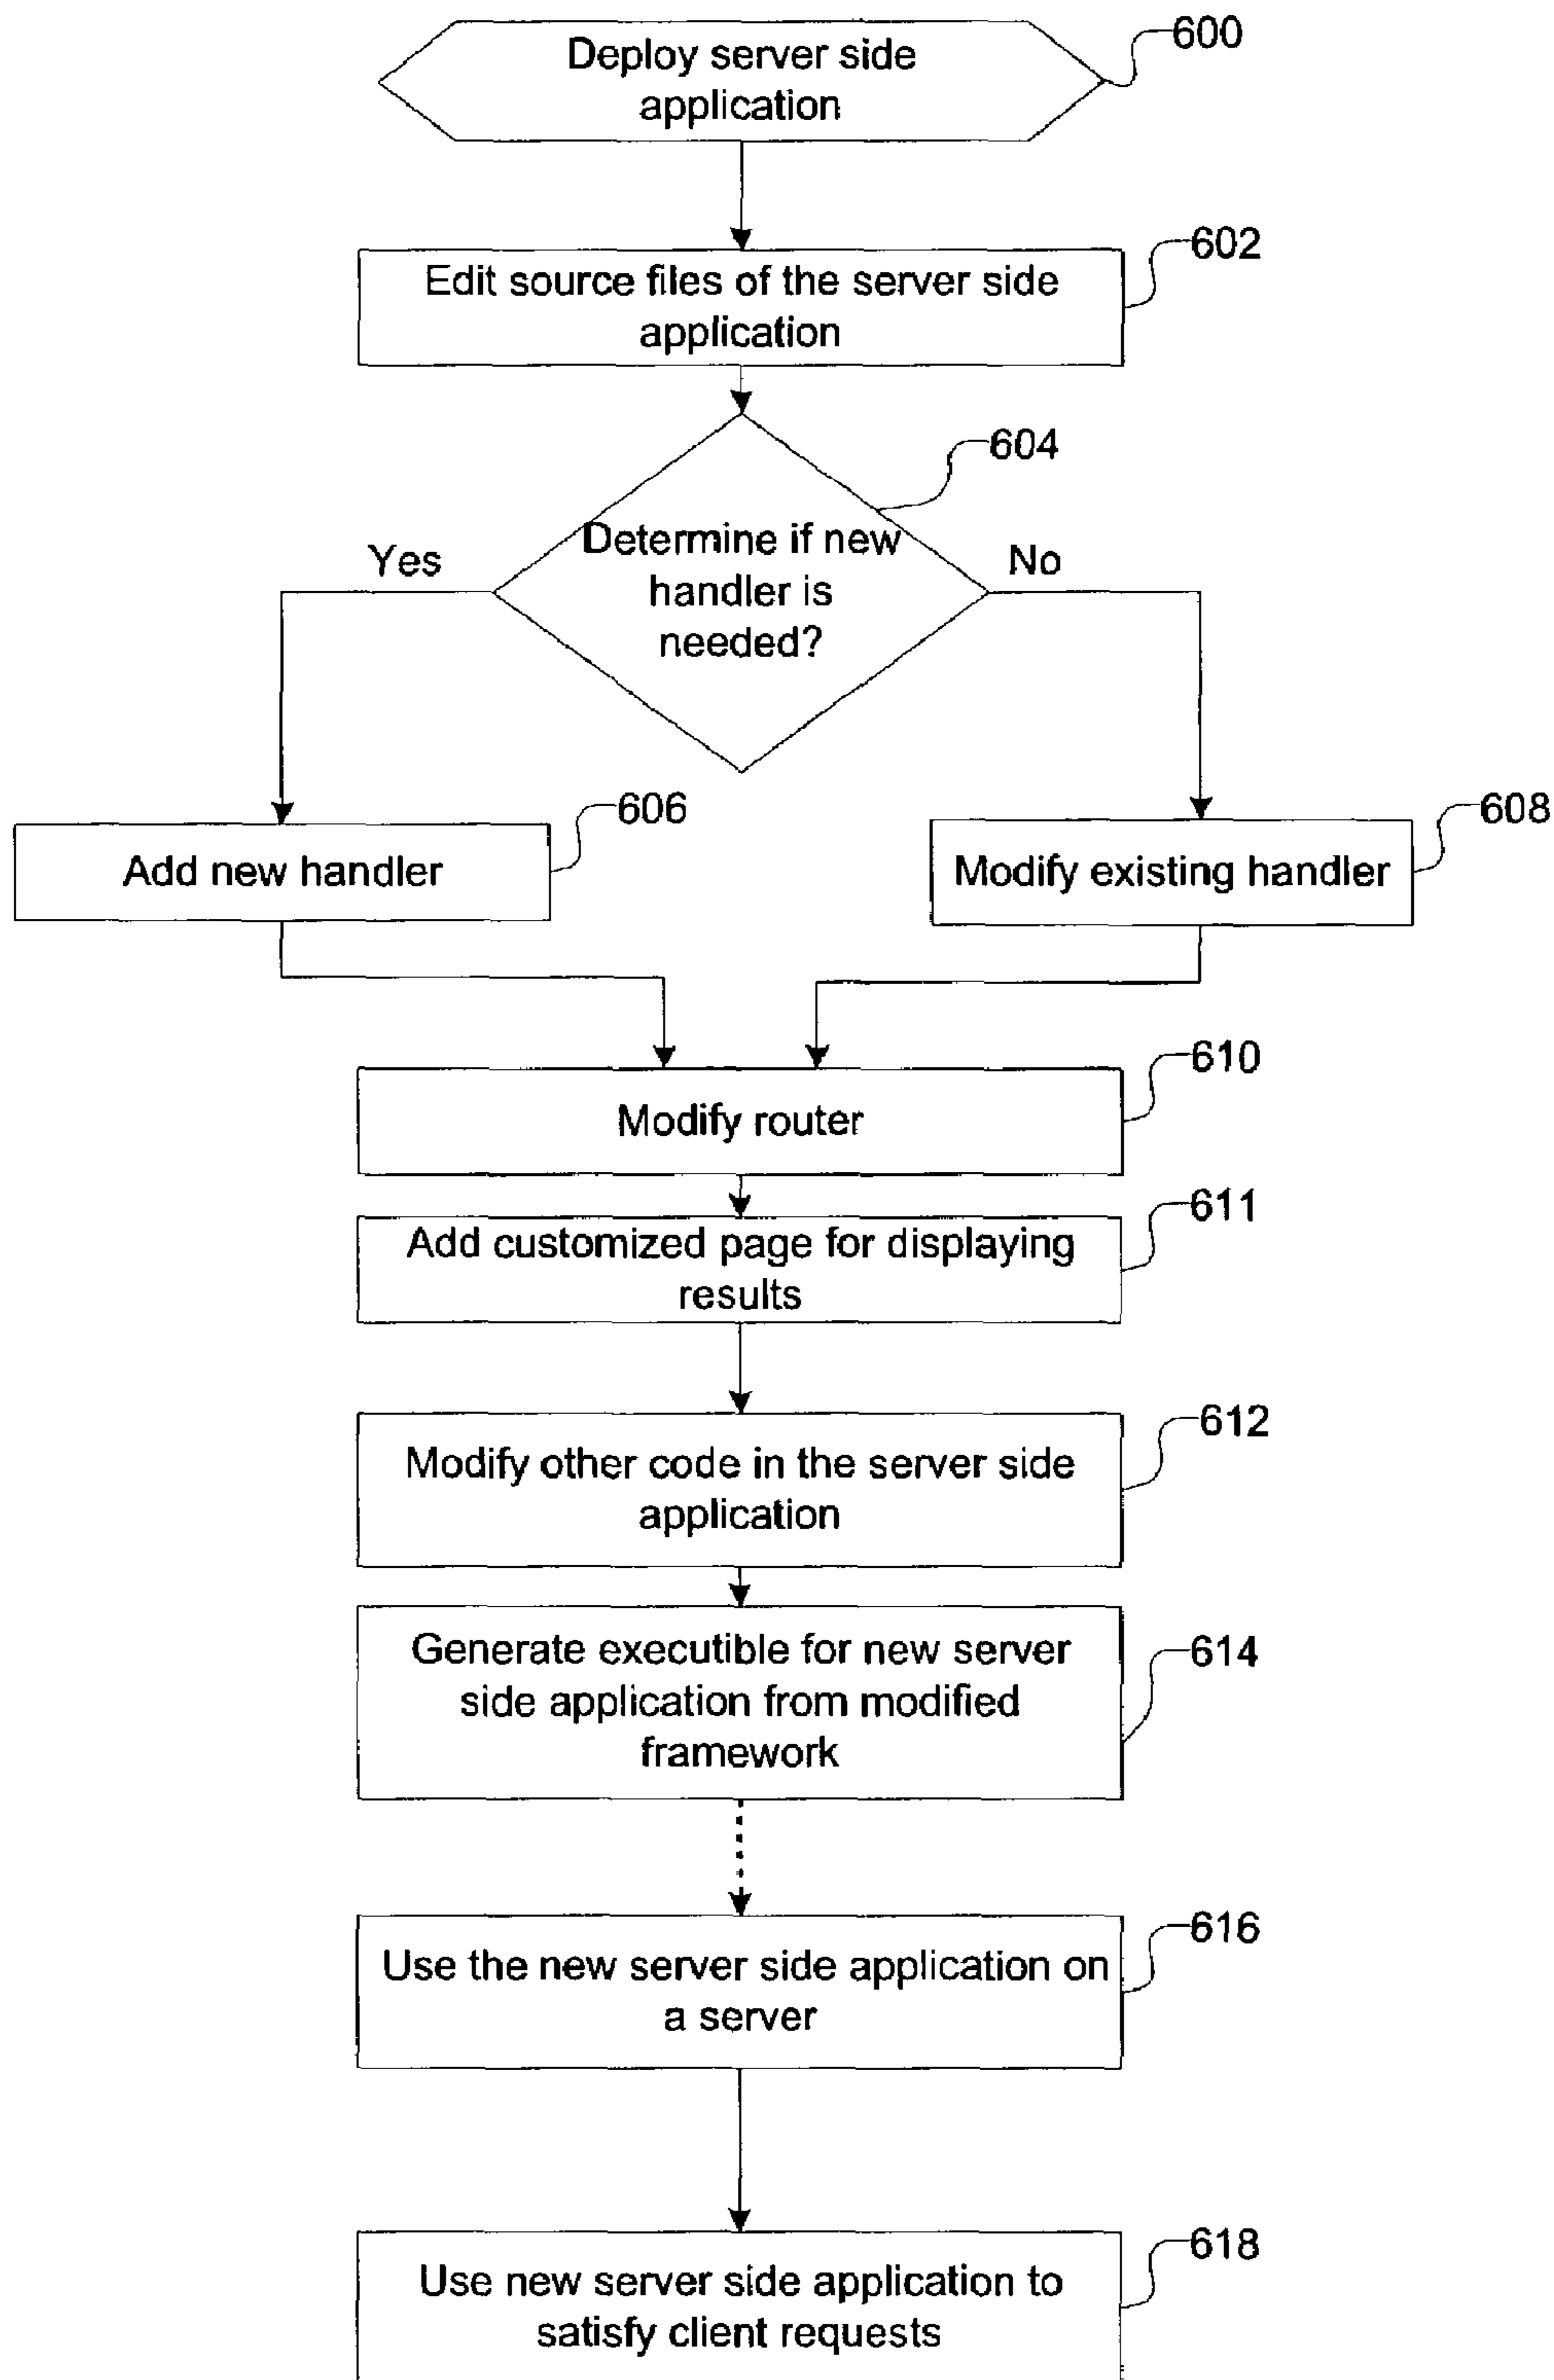 Deploy server side
application
600
Edit source files of the server side
application
602
604
Determine if new
handler is
needed?
Yes
No
Add new handler
606
Modify existing handler
608
Modify router
610
Add customized page for displaying
results
611
Modify other code in the server side
application
612
Generate executible for new server
side application from modified
framework
614
Use the new server side application on
a server
616
Use new server side application to
satisfy client requests
618